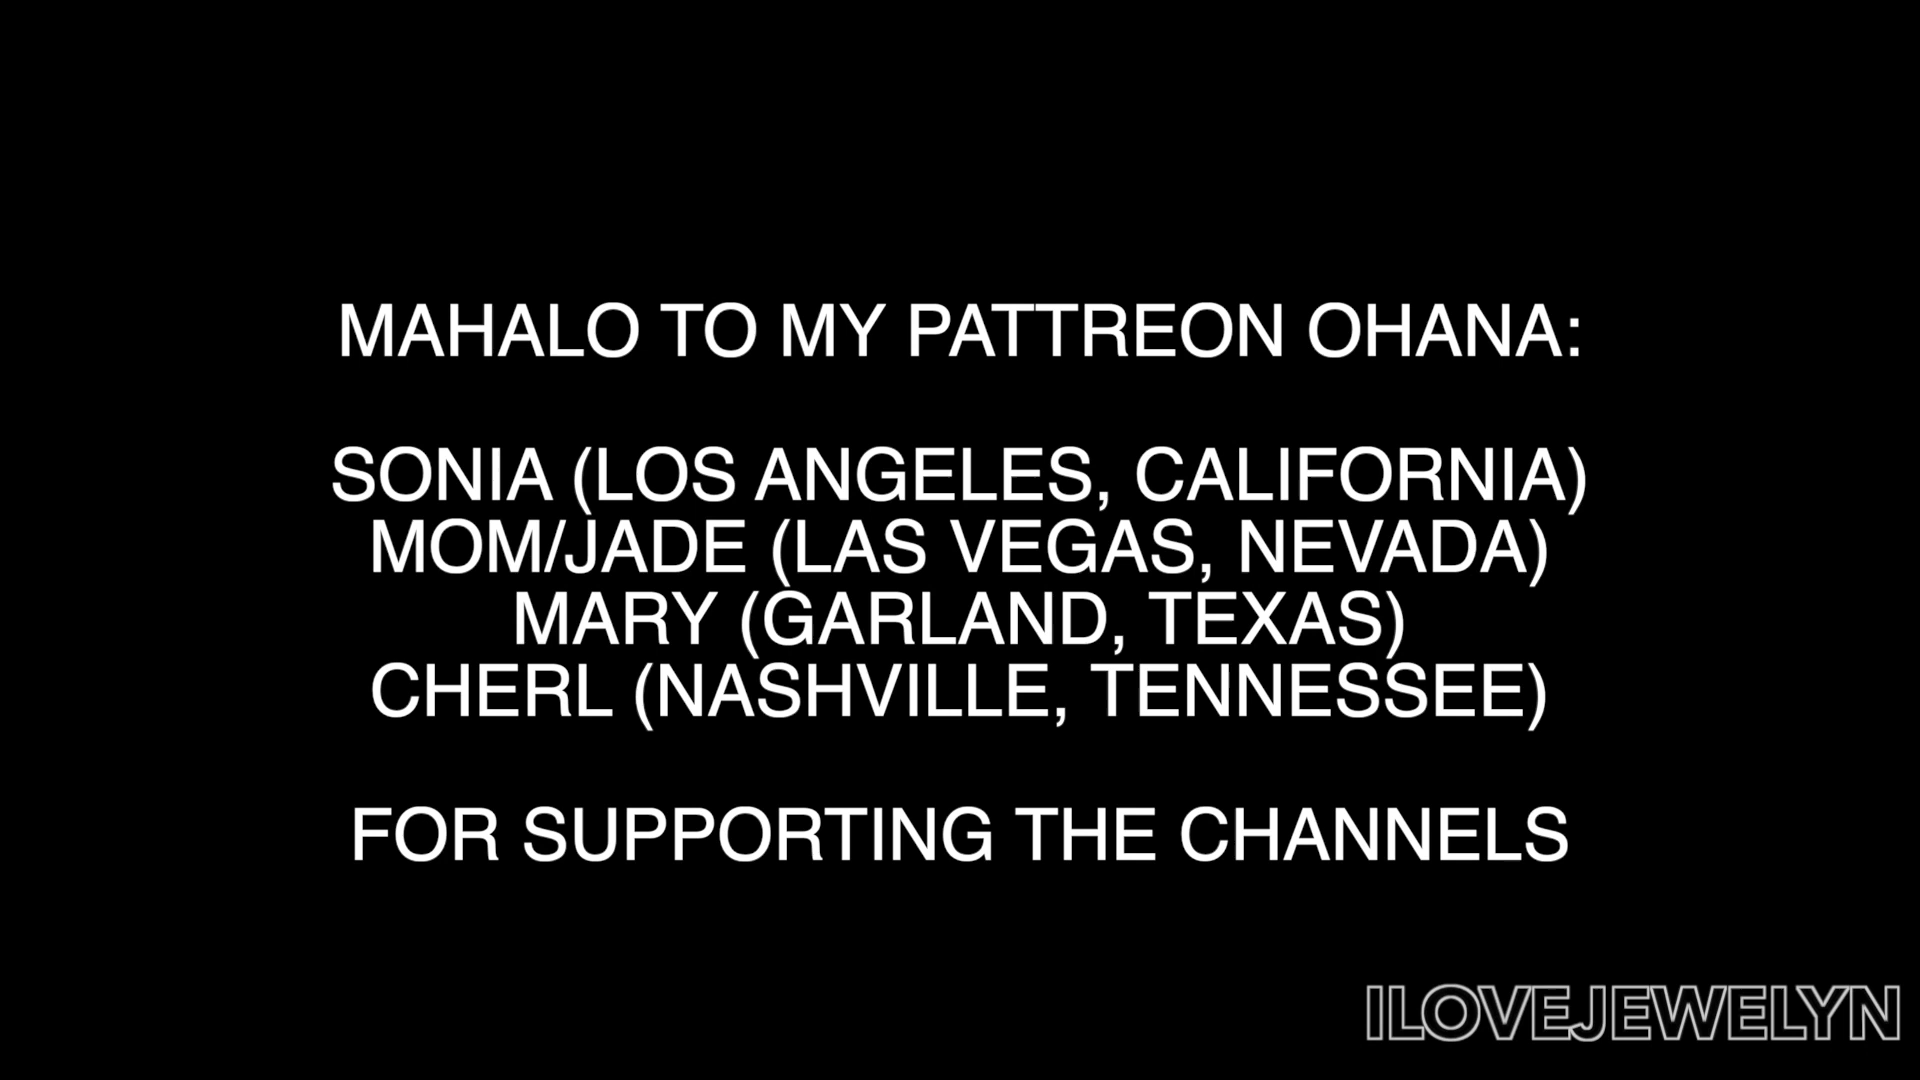 MAHALO TO MY PATTREON OHANA:
SONIA (LOS ANGELES, CALIFORNIA)
MOM/JADE (LAS VEGAS, NEVADA)
MARY (GARLAND, TEXAS)
CHERL (NASHVILLE, TENNESSEE)
FOR SUPPORTING THE CHANNELS
ILOVEJEWELYN